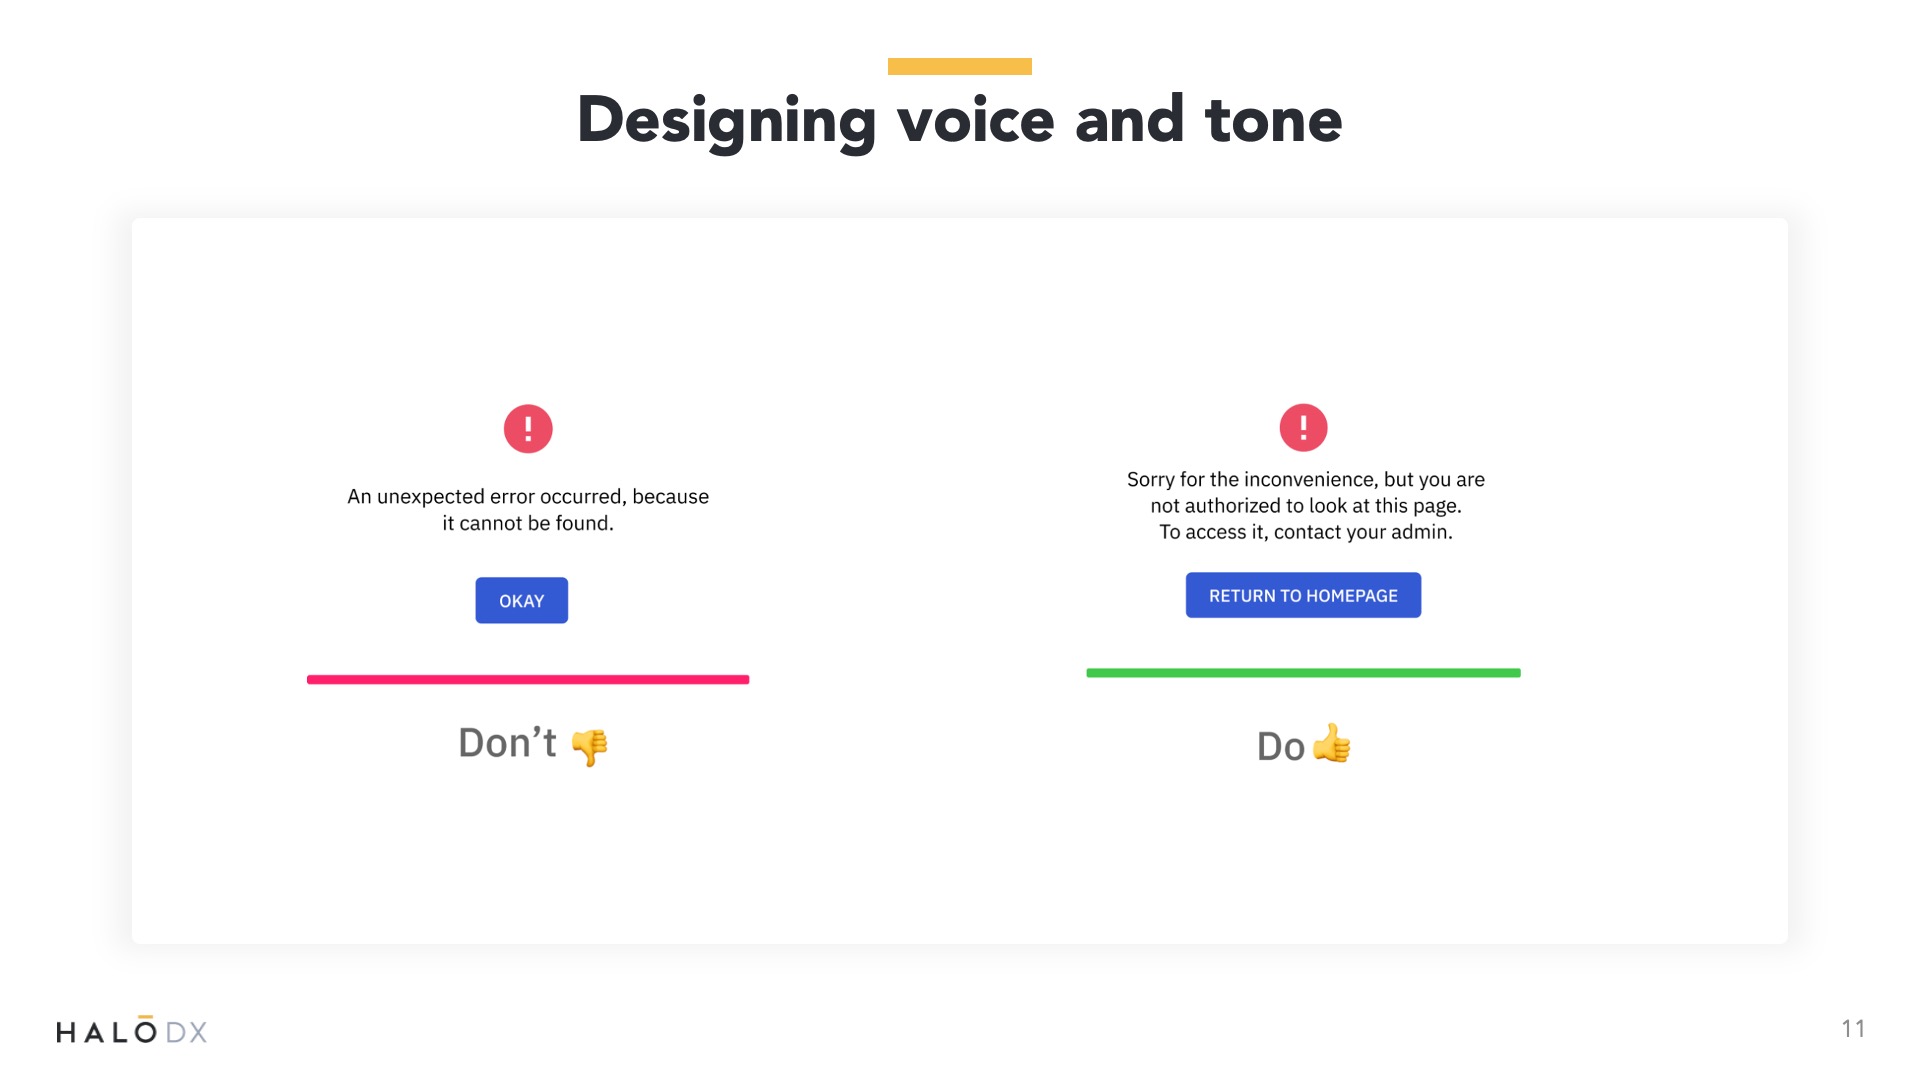 Designing voice and tone
An unexpected error occurred, because
it cannot be found.
OKAY
Don’t 👎
Sorry for the inconvenience, but you are
not authorized to look at this page.
To access it, contact your admin.
RETURN TO HOMEPAGE
Do 👍
HALŌDX
11